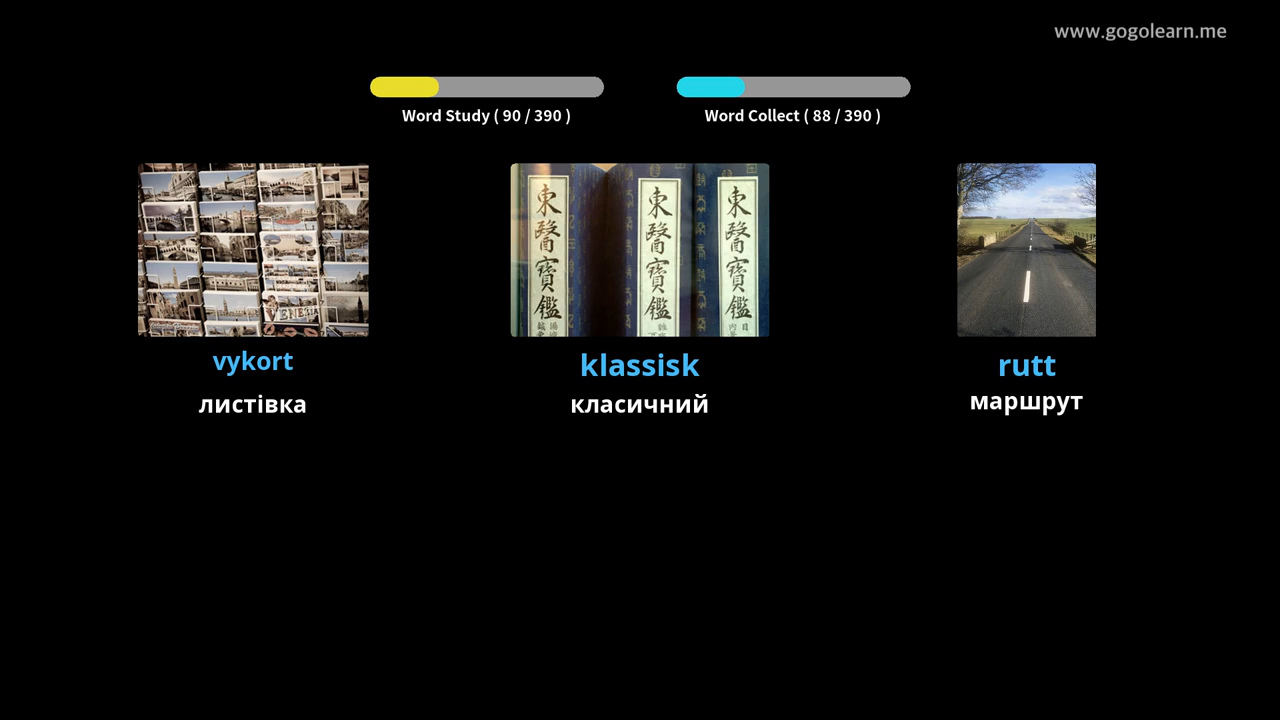 www.gogolearn.me
Word Study ( 90 / 390 )
Word Collect ( 88 / 390 )
東醫寶鑑
東醫寶鑑
東醫寶鑑
vykort
klassisk
rutt
листівка
класичний
маршрут